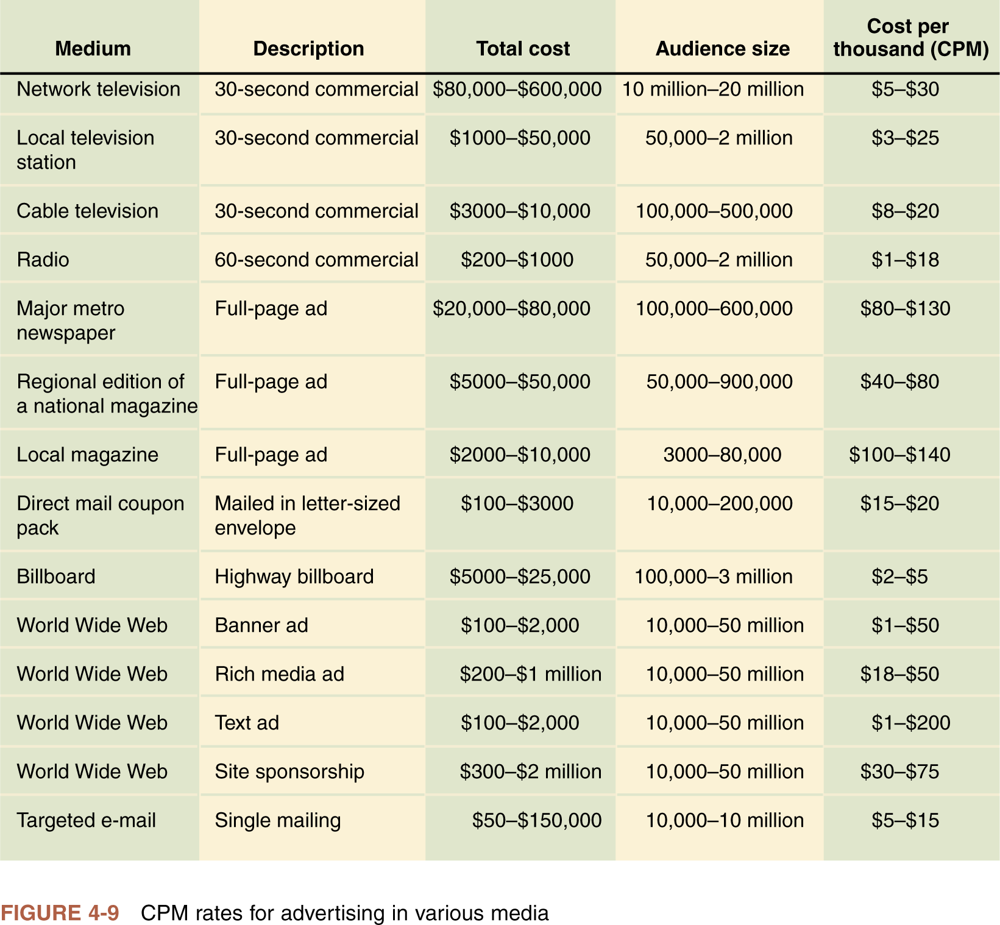 Medium Description Total cost Audience size Cost per thousand (CPM)
Network television 30-second commercial $80,000–$600,000 10 million–20 million $5–$30
Local television station 30-second commercial $1000–$50,000 50,000–2 million $3–$25
Cable television 30-second commercial $3000–$10,000 100,000–500,000 $8–$20
Radio 60-second commercial $200–$1000 50,000–2 million $1–$18
Major metro newspaper Full-page ad $20,000–$80,000 100,000–600,000 $80–$130
Regional edition of a national magazine Full-page ad $5000–$50,000 50,000–900,000 $40–$80
Local magazine Full-page ad $2000–$10,000 3000–80,000 $100–$140
Direct mail coupon pack Mailed in letter-sized envelope $100–$3000 10,000–200,000 $15–$20
Billboard Highway billboard $5000–$25,000 100,000–3 million $2–$5
World Wide Web Banner ad $100–$2,000 10,000–50 million $1–$50
World Wide Web Rich media ad $200–$1 million 10,000–50 million $18–$50
World Wide Web Text ad $100–$2,000 10,000–50 million $1–$200
World Wide Web Site sponsorship $300–$2 million 10,000–50 million $30–$75
Targeted e-mail Single mailing $50–$150,000 10,000–10 million $5–$15
FIGURE 4-9 CPM rates for advertising in various media